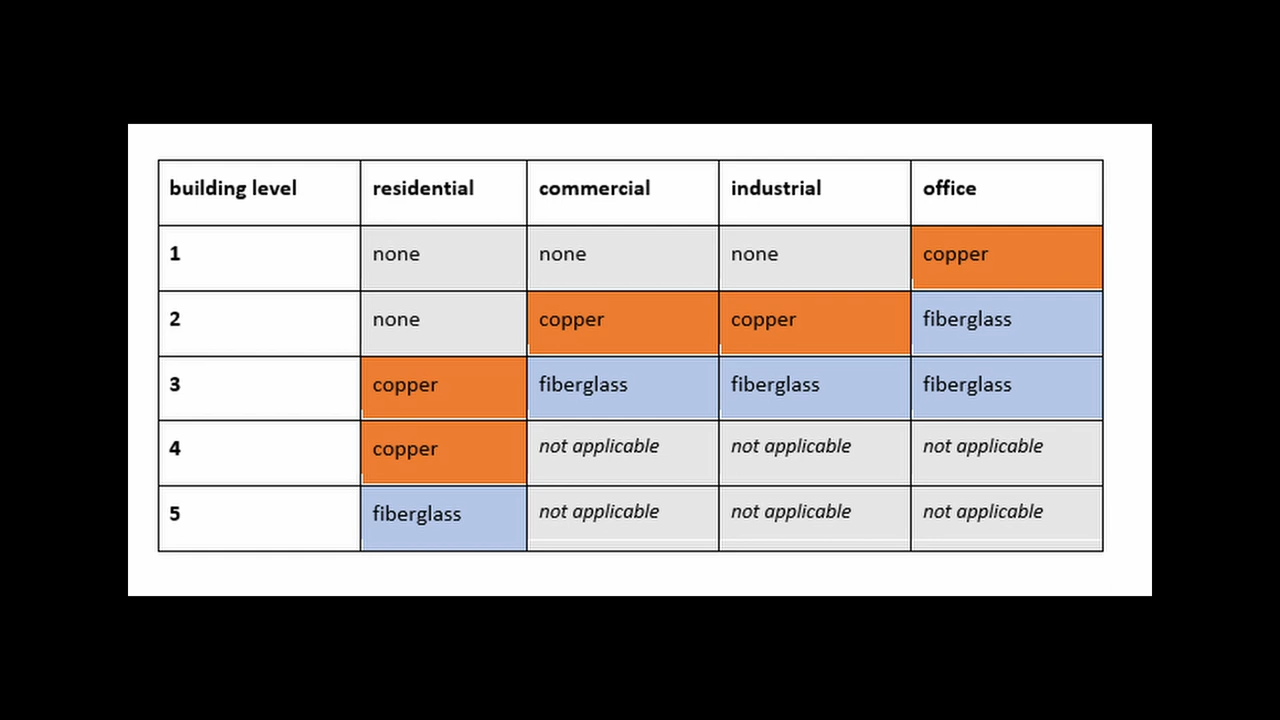 building level residential commercial industrial office
1 none none none copper
2 none copper copper fiberglass
3 copper fiberglass fiberglass fiberglass
4 copper not applicable not applicable not applicable
5 fiberglass not applicable not applicable not applicable